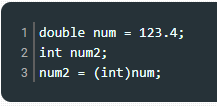 1 double num = 123.4;
2 int num2;
3 num2 = (int)num;